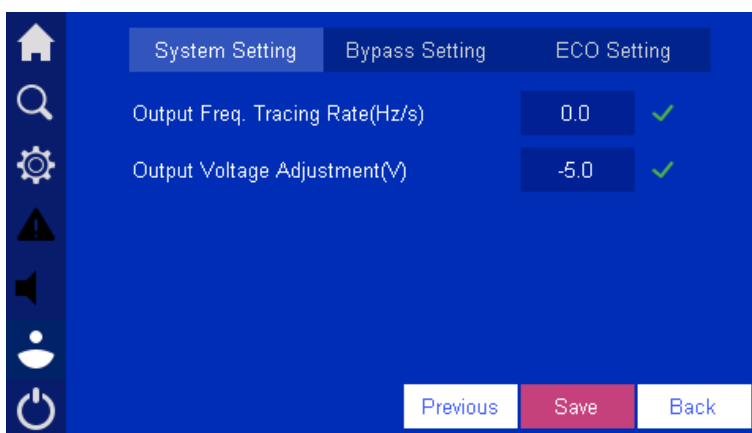 System Setting Bypass Setting ECO Setting
Output Freq. Tracing Rate(Hz/s) 0.0
Output Voltage Adjustment(V) -5.0
Previous Save Back